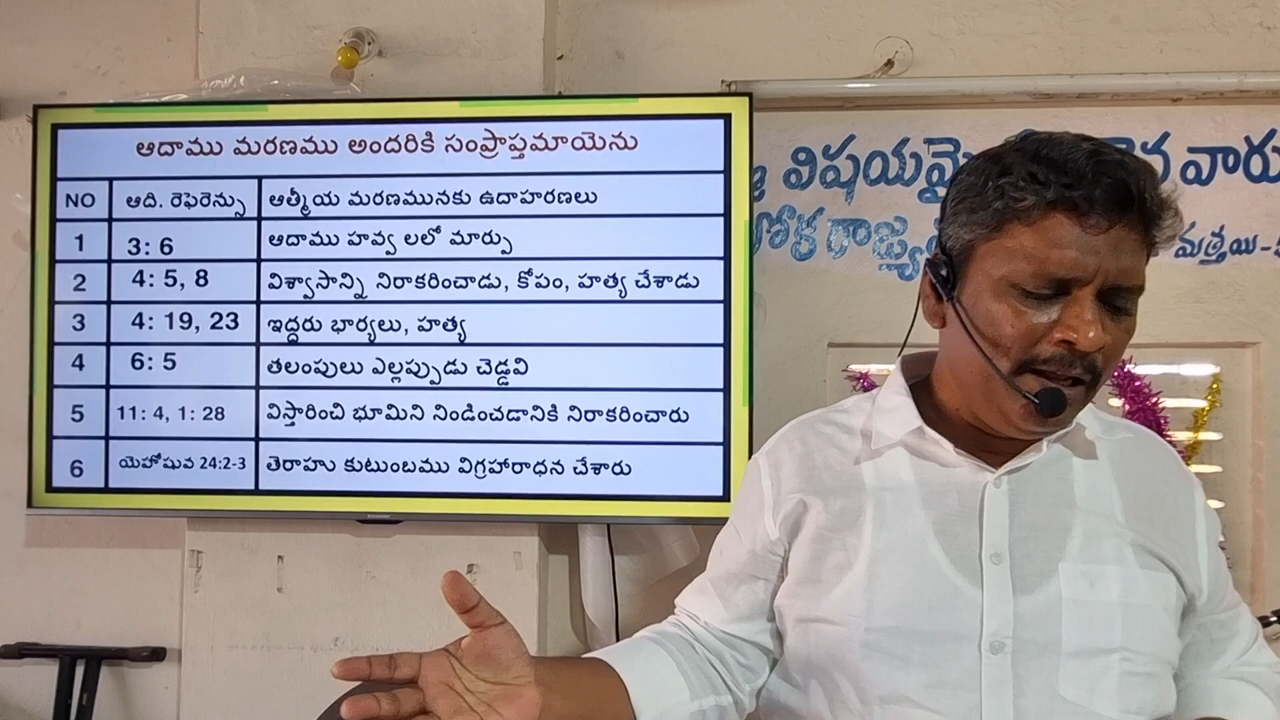 ఆదాము మరణము అందరికి సంప్రాప్తమాయెను
NO ఆది. రెఫెరెన్సు ఆత్మీయ మరణమునకు ఉదాహరణలు
1 3: 6 ఆదాము హవ్వ లలో మార్పు
2 4: 5, 8 విశ్వాసాన్ని నిరాకరించాడు, కోపం, హత్య చేశాడు
3 4: 19, 23 ఇద్దరు భార్యలు, హత్య
4 6: 5 తలంపులు ఎల్లప్పుడు చెడ్డవి
5 11: 4, 1: 28 విస్తారించి భూమిని నిండించడానికి నిరాకరించారు
6 యెహోషువ 24:2-3 తెరాహు కుటుంబము విగ్రహారాధన చేశారు
విషయమై వారు
మత్తయి-